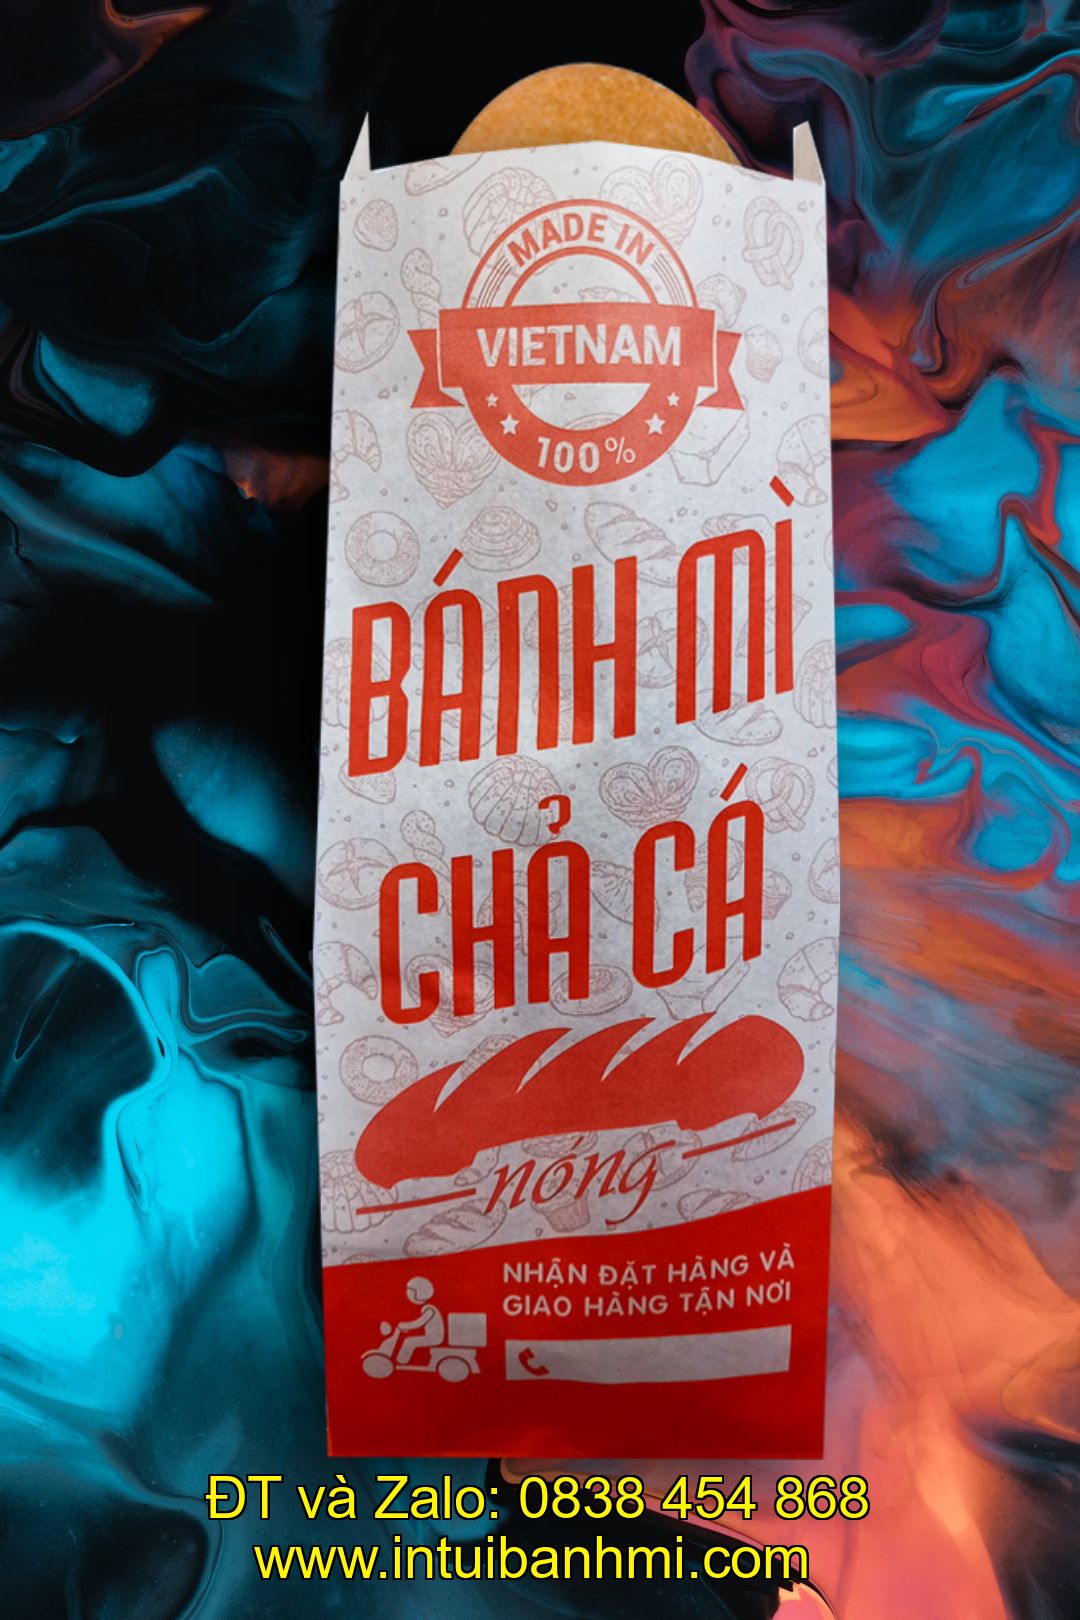 MADE IN
VIETNAM
100%
BÁNH MÌ
CHẢ CÁ
nóng
NHẬN ĐẶT HÀNG VÀ
GIAO HÀNG TẬN NƠI
ĐT và Zalo: 0838 454 868
www.intuibanhmi.com